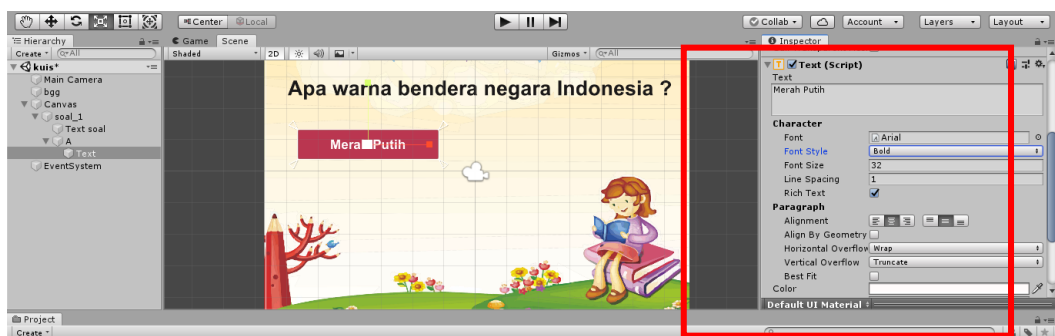 Center Local Collab Account Layers Layout
Hierarchy Game Scene Inspector
Create All Shaded 2D Gizmos All
kuis*
Main Camera
bgg
Canvas
soal_1
Text soal
A
Text
EventSystem
Apa warna bendera negara Indonesia ?
Merah Putih
Text (Script)
Text
Merah Putih
Character
Font Arial
Font Style Bold
Font Size 32
Line Spacing 1
Rich Text
Paragraph
Alignment
Align By Geometry
Horizontal Overflow Wrap
Vertical Overflow Truncate
Best Fit
Color
Default UI Material
Project
Create